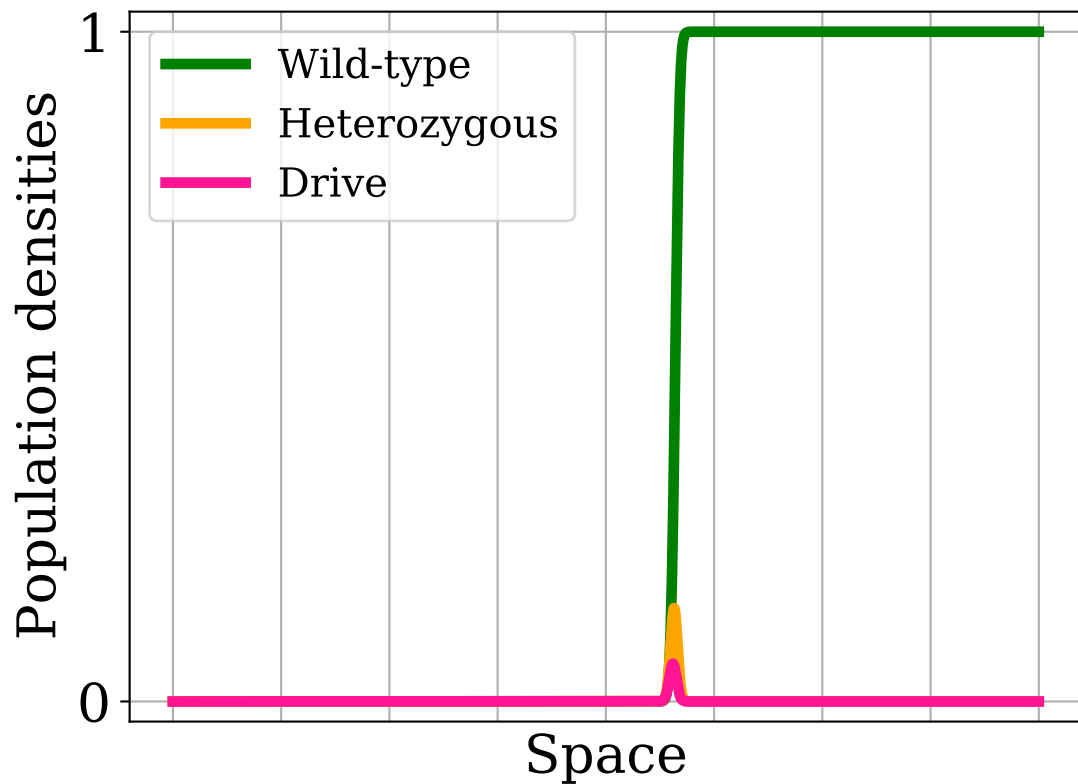 1
Wild-type
Heterozygous
Drive
Population densities
0
Space